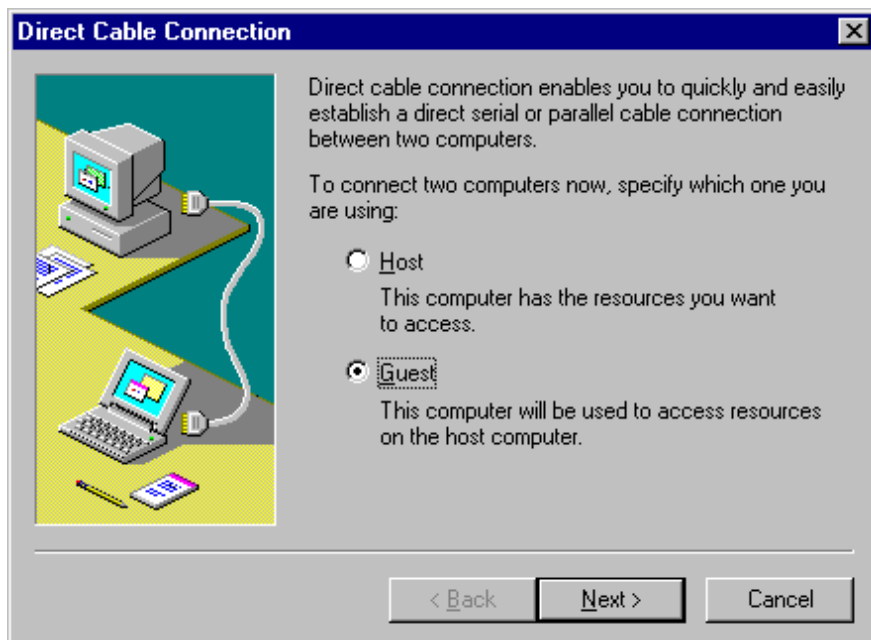 Direct Cable Connection
Direct cable connection enables you to quickly and easily
establish a direct serial or parallel cable connection
between two computers.
To connect two computers now, specify which one you
are using:
Host
This computer has the resources you want
to access.
Guest
This computer will be used to access resources
on the host computer.
< Back
Next >
Cancel